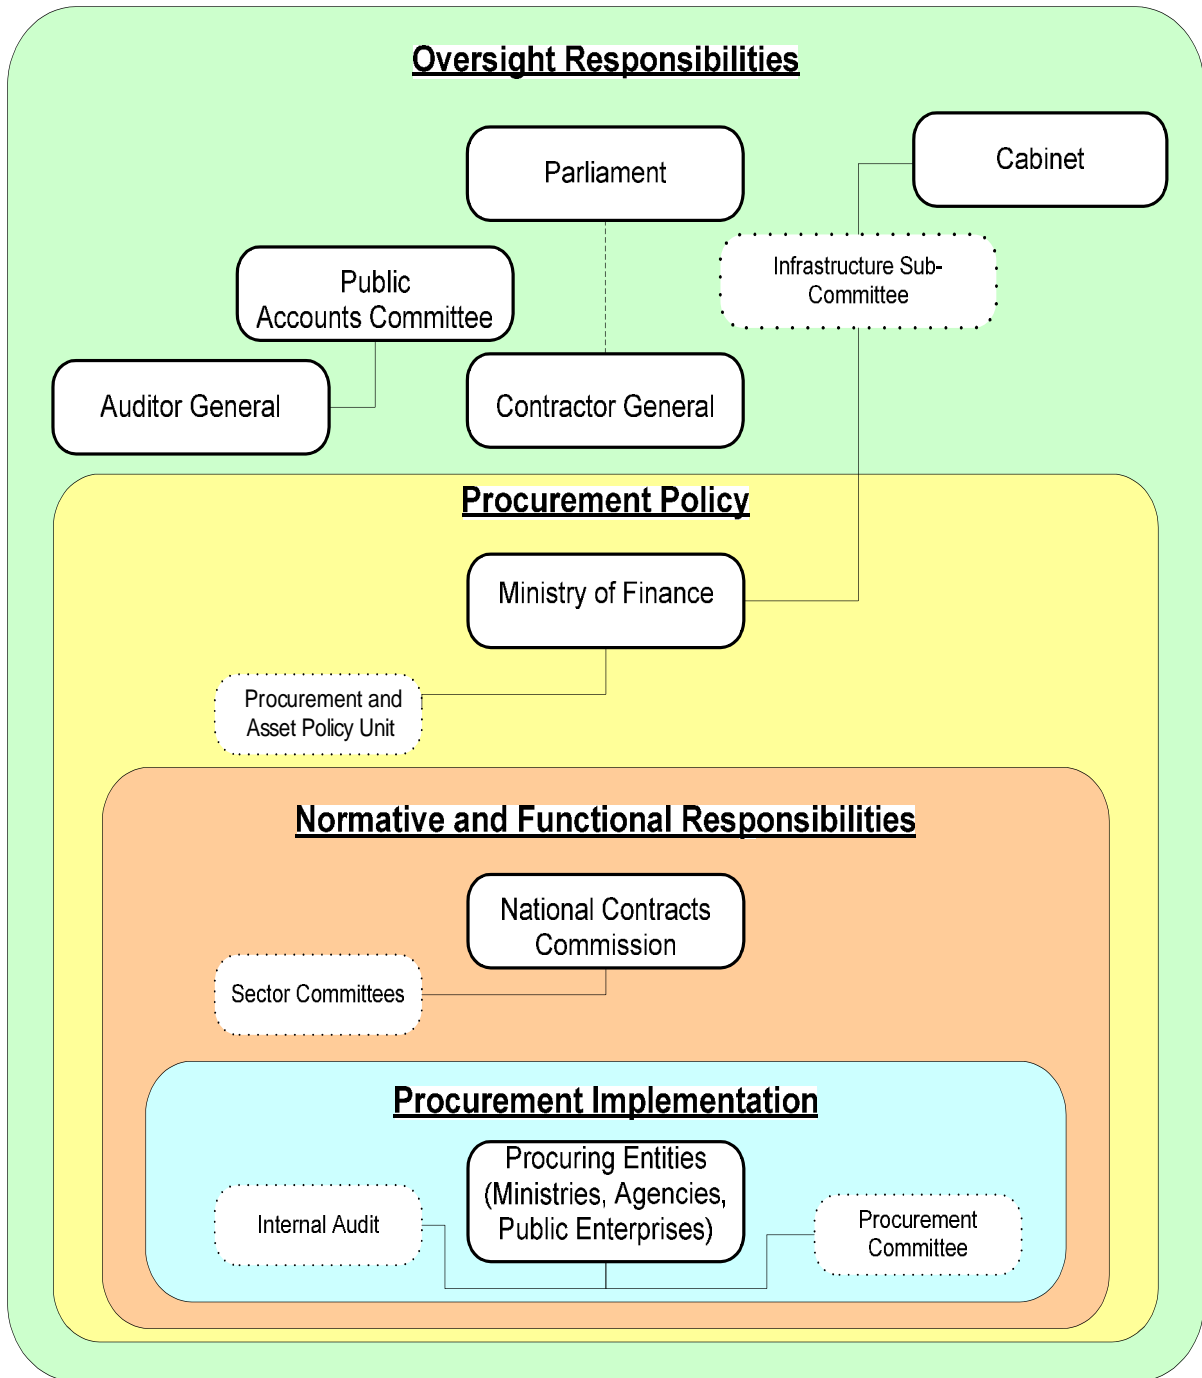 Oversight Responsibilities
Parliament
Cabinet
Infrastructure Sub-
Committee
Public
Accounts Committee
Auditor General
Contractor General
Procurement Policy
Ministry of Finance
Procurement and
Asset Policy Unit
Normative and Functional Responsibilities
National Contracts
Commission
Sector Committees
Procurement Implementation
Procuring Entities
(Ministries, Agencies,
Public Enterprises)
Internal Audit
Procurement
Committee